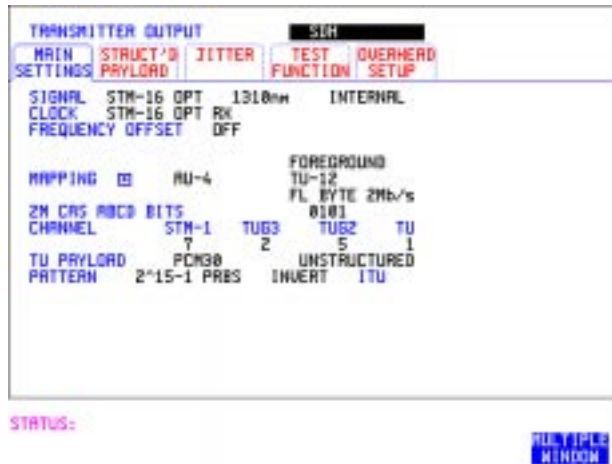 TRANSMITTER OUTPUT SDH
MAIN SETTINGS STRUCT'D PAYLOAD JITTER TEST FUNCTION OVERHEAD SETUP
SIGNAL STM-16 OPT 1310nm INTERNAL
CLOCK STM-16 OPT RX
FREQUENCY OFFSET OFF
FOREGROUND
MAPPING AU-4 TU-12
FL BYTE 2Mb/s
2M CAS ABCD BITS 0101
CHANNEL STM-1 TUG3 TUG2 TU
7 2 5 1
TU PAYLOAD PCM30 UNSTRUCTURED
PATTERN 2^15-1 PRBS INVERT ITU
STATUS:
MULTIPLE
WINDOW